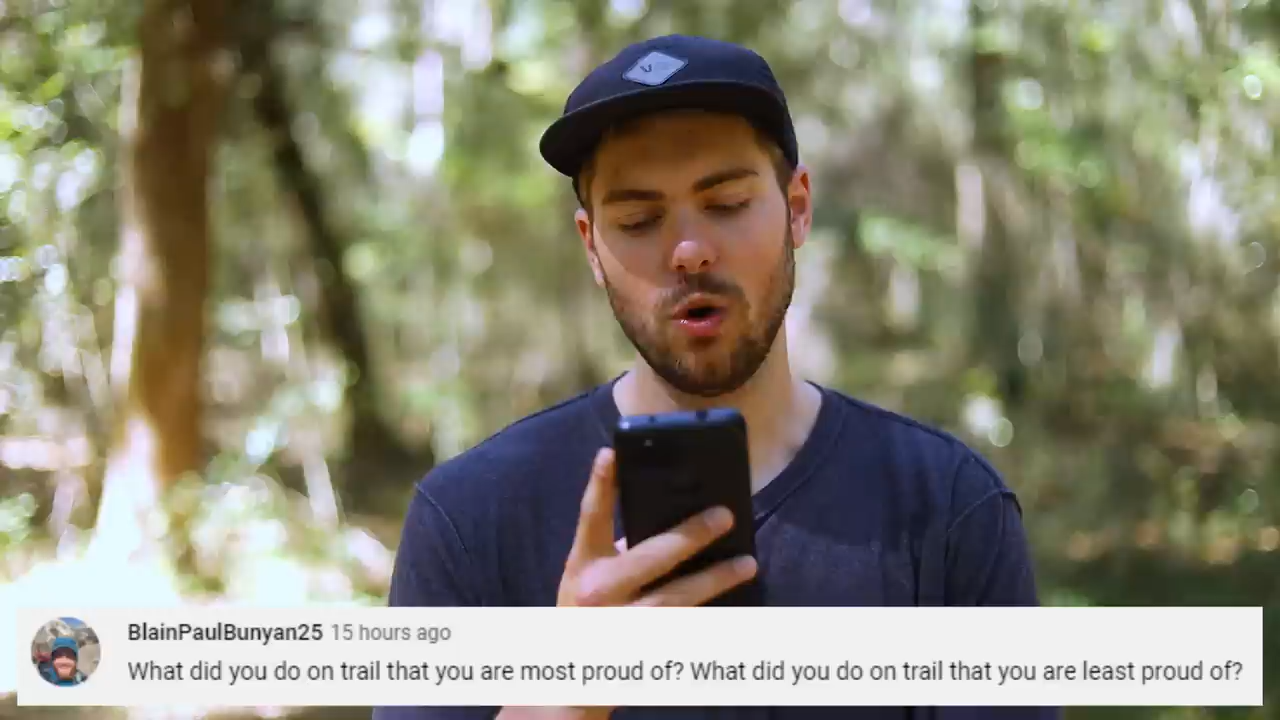 BlainPaulBunyan25 15 hours ago
What did you do on trail that you are most proud of? What did you do on trail that you are least proud of?